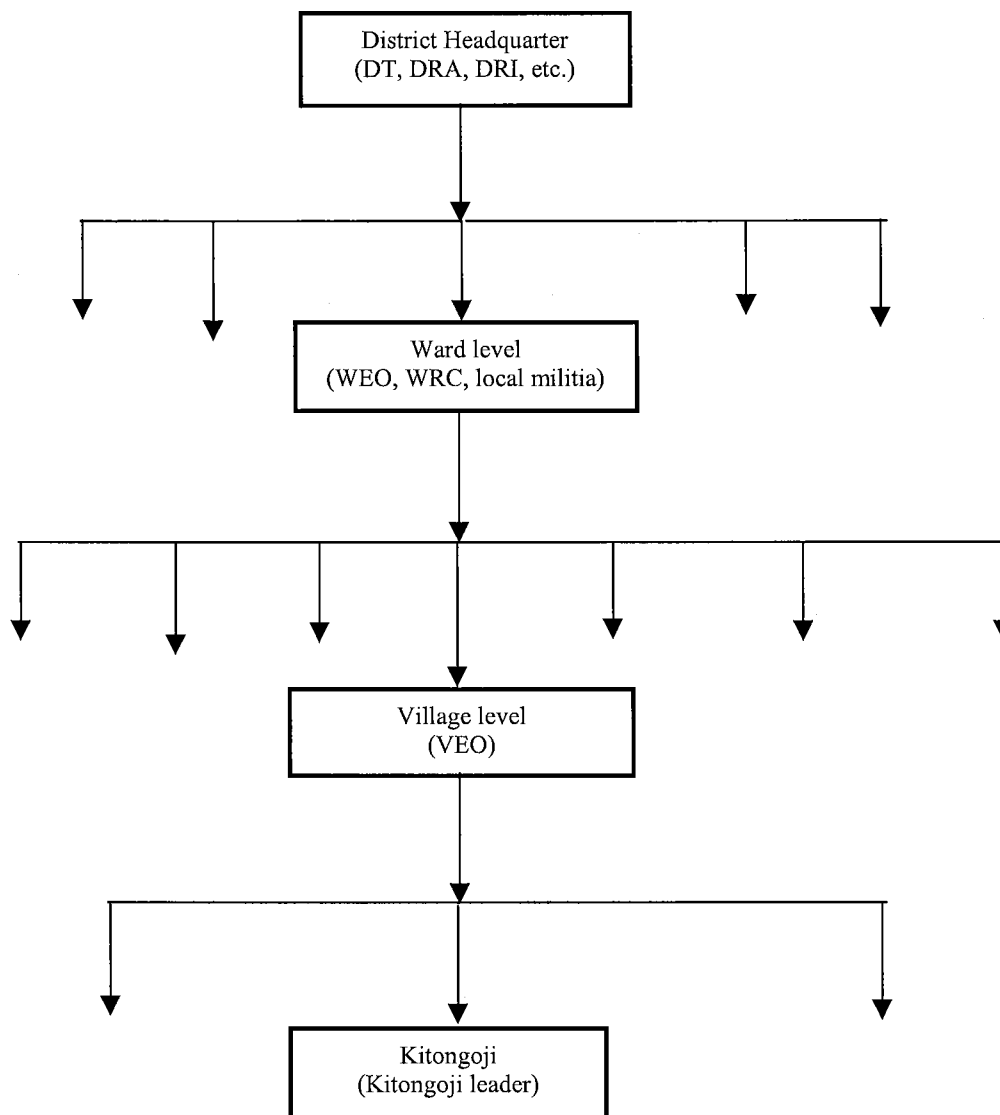 District Headquarter
(DT, DRA, DRI, etc.)
Ward level
(WEO, WRC, local militia)
Village level
(VEO)
Kitongoji
(Kitongoji leader)